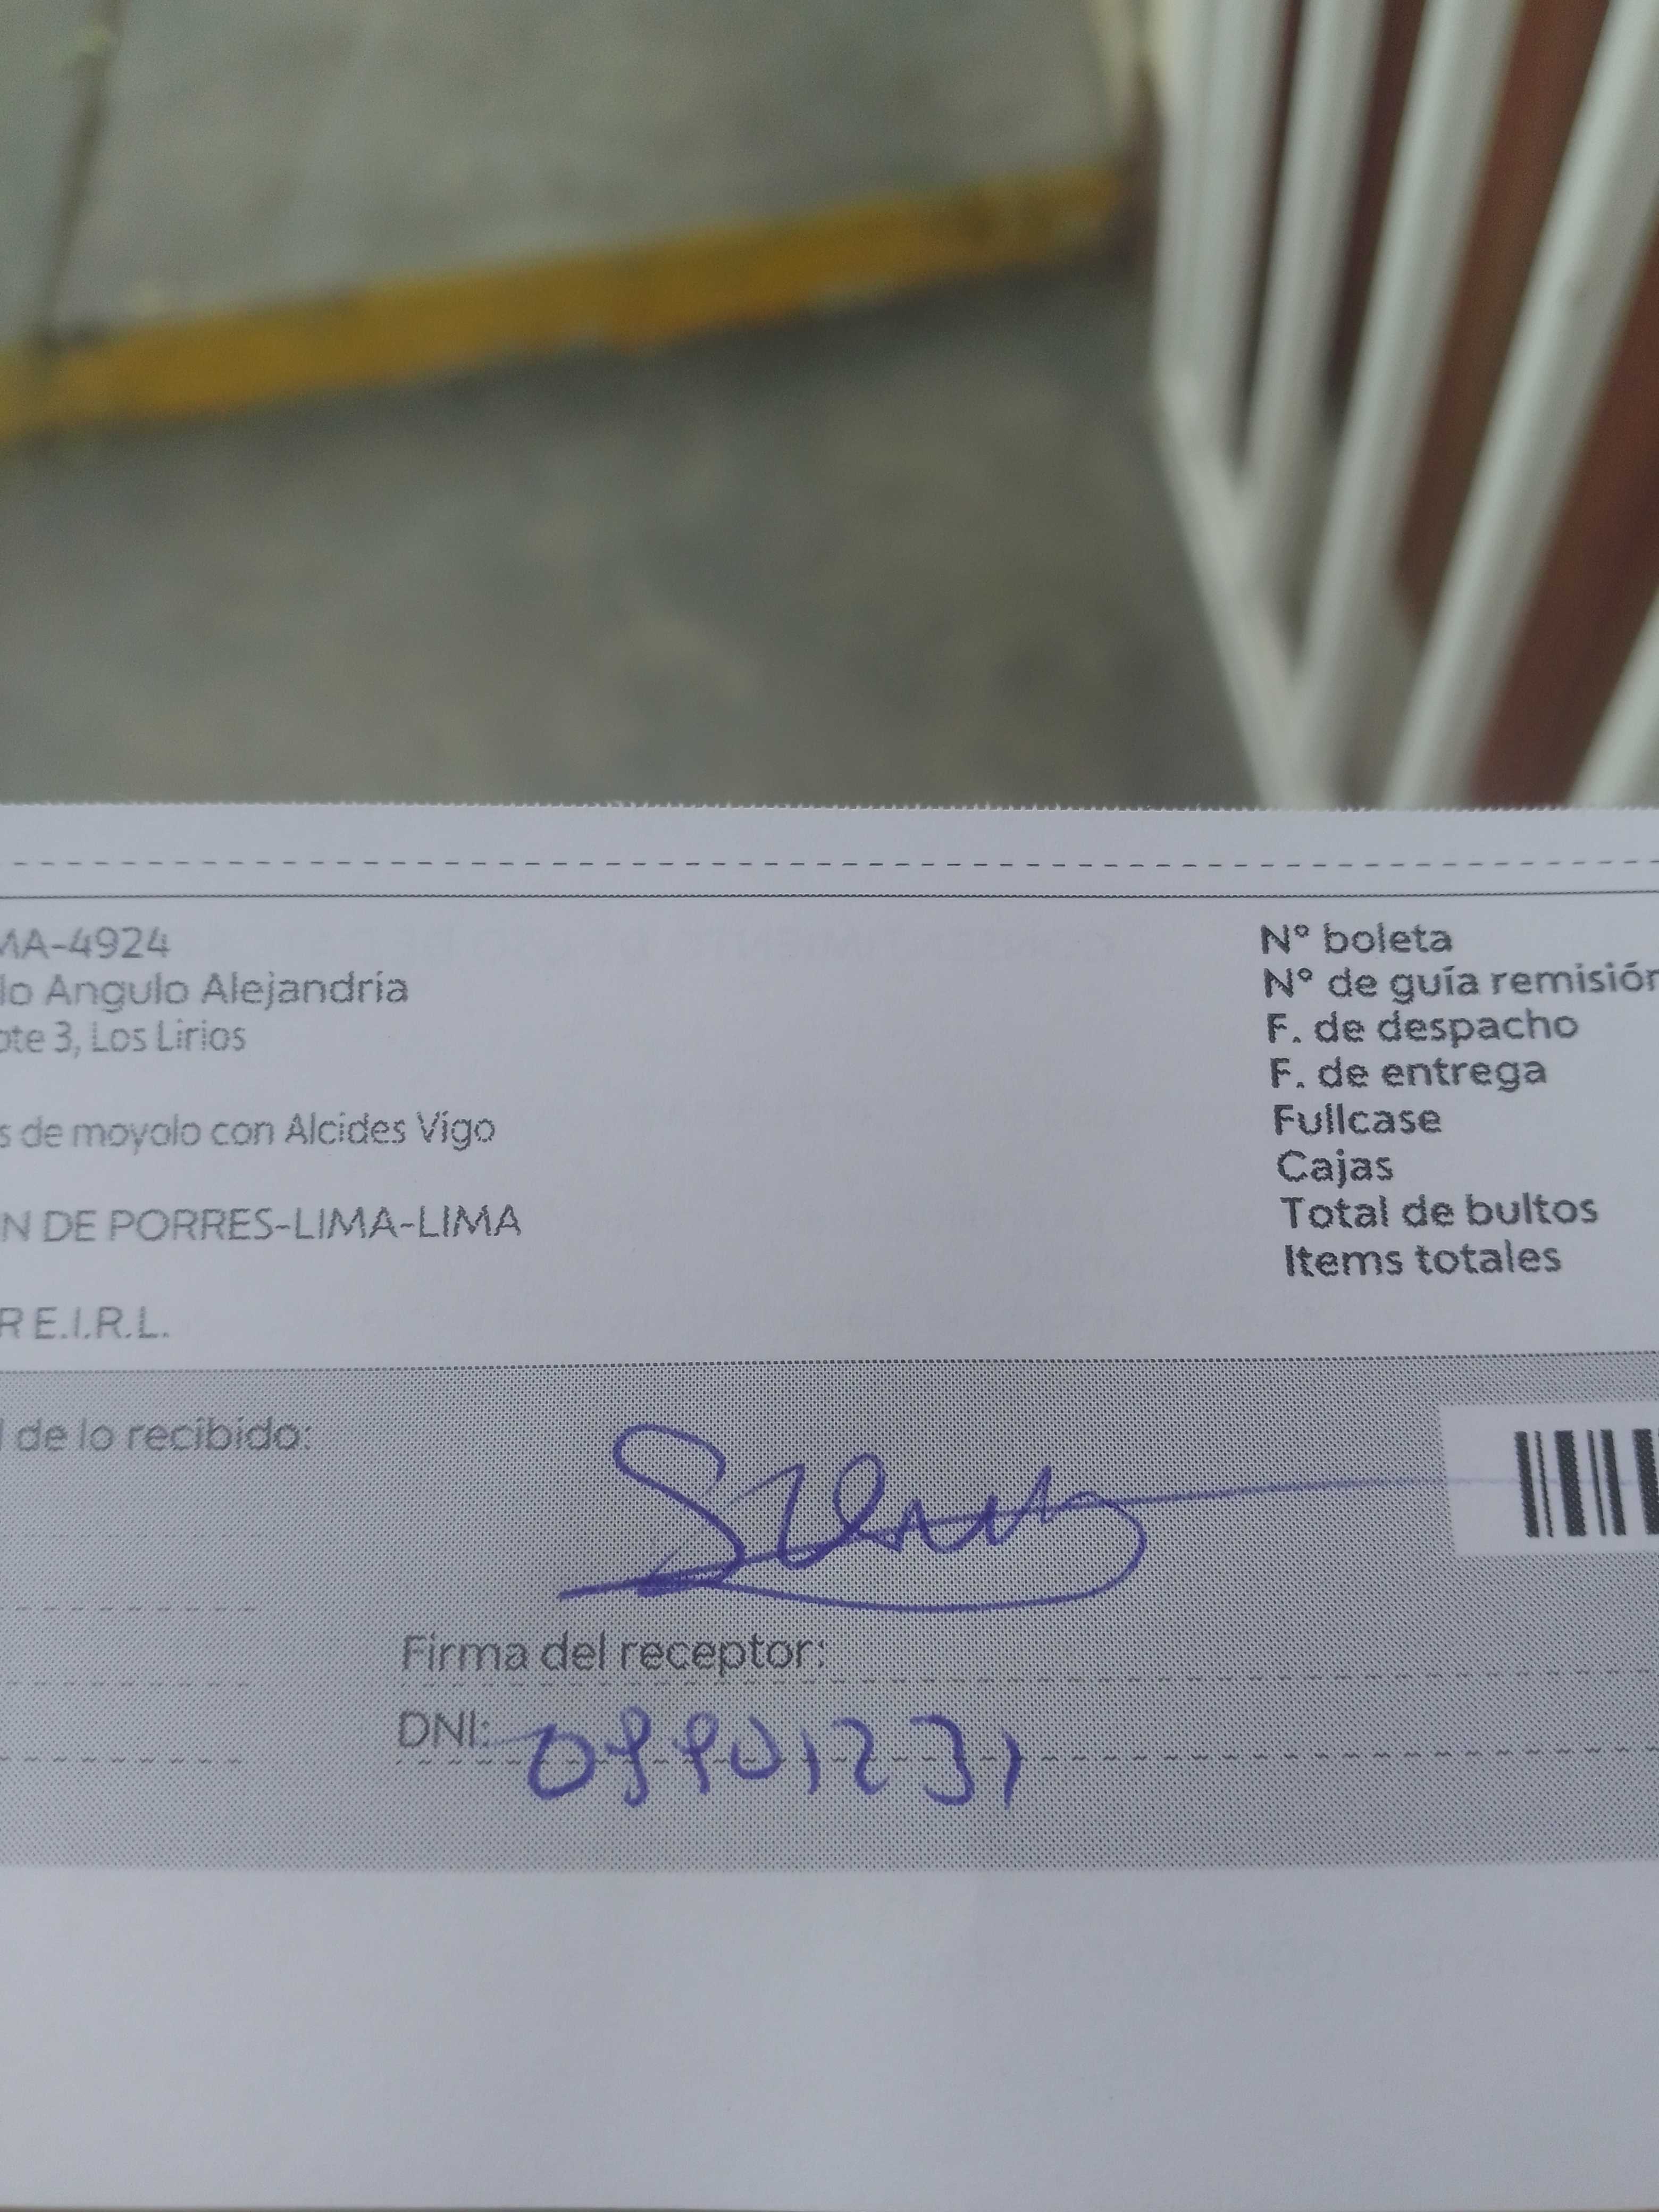 MA-4924
lo Angulo Alejandría
ote 3, Los Lirios
s de moyolo con Alcides Vigo
N DE PORRES-LIMA-LIMA
R E.I.R.L.
N° boleta
N° de guía remisión
F. de despacho
F. de entrega
Fullcase
Cajas
Total de bultos
Items totales
l de lo recibido:
Firma del receptor:
DNI: 09901231